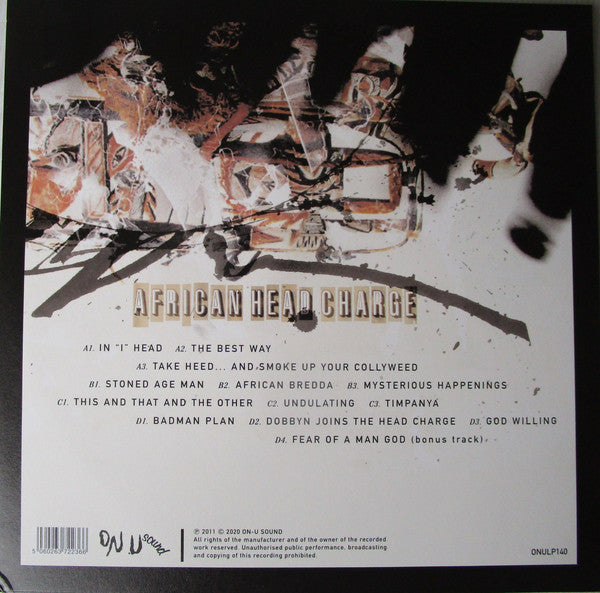 AFRICAN HEAD CHARGE
A1. IN "I" HEAD A2. THE BEST WAY
A3. TAKE HEED... AND SMOKE UP YOUR COLLYWEED
B1. STONED AGE MAN B2. AFRICAN BREDDA B3. MYSTERIOUS HAPPENINGS
C1. THIS AND THAT AND THE OTHER C2. UNDULATING C3. TIMPANYA
D1. BADMAN PLAN D2. DOBBYN JOINS THE HEAD CHARGE D3. GOD WILLING
D4. FEAR OF A MAN GOD (bonus track)
5 060263 722366
ON U sound
℗ 2011 © 2020 ON-U SOUND
All rights of the manufacturer and of the owner of the recorded
work reserved. Unauthorised public performance, broadcasting
and copying of this recording prohibited.
ONULP140